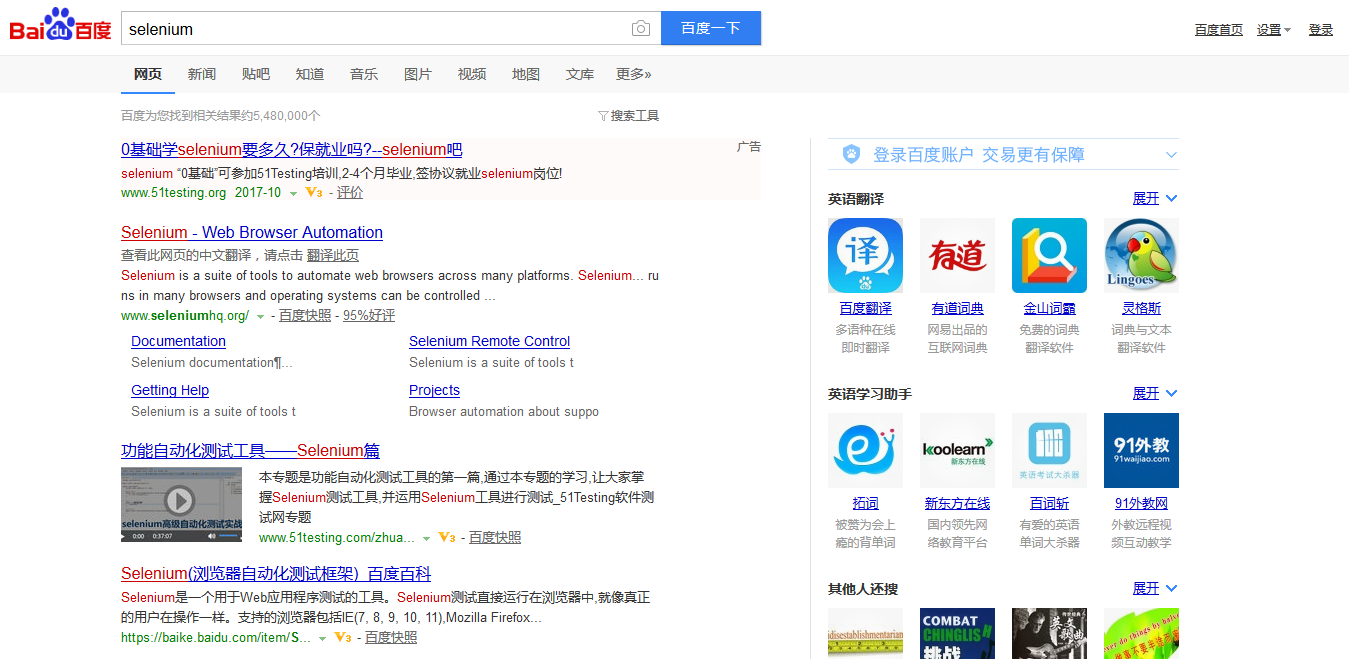 Bai du 百度
selenium
百度一下
百度首页 设置 登录
网页 新闻 贴吧 知道 音乐 图片 视频 地图 文库 更多»
百度为您找到相关结果约5,480,000个
搜索工具
0基础学selenium要多久?保就业吗?--selenium吧
广告
selenium “0基础”可参加51Testing培训,2-4个月毕业,签协议就业selenium岗位!
www.51testing.org 2017-10 V3 - 评价
Selenium - Web Browser Automation
查看此网页的中文翻译，请点击 翻译此页
Selenium is a suite of tools to automate web browsers across many platforms. Selenium... ru
ns in many browsers and operating systems can be controlled ...
www.seleniumhq.org/ - 百度快照 - 95%好评
Documentation
Selenium documentation¶...
Selenium Remote Control
Selenium is a suite of tools t
Getting Help
Selenium is a suite of tools t
Projects
Browser automation about suppo
功能自动化测试工具——Selenium篇
selenium高级自动化测试实战
0:00 0:37:07
本专题是功能自动化测试工具的第一篇,通过本专题的学习,让大家掌
握Selenium测试工具,并运用Selenium工具进行测试_51Testing软件测
试网专题
www.51testing.com/zhua... V3 - 百度快照
Selenium(浏览器自动化测试框架)_百度百科
Selenium是一个用于Web应用程序测试的工具。Selenium测试直接运行在浏览器中,就像真正
的用户在操作一样。支持的浏览器包括IE(7, 8, 9, 10, 11),Mozilla Firefox...
https://baike.baidu.com/item/S... V3 - 百度快照
登录百度账户 交易更有保障
英语翻译
展开
译
有道
Lingoes
百度翻译 有道词典 金山词霸 灵格斯
多语种在线 网易出品的 免费的词典 词典与文本
即时翻译 互联网词典 翻译软件 翻译软件
英语学习助手
展开
koolearn
新东方在线
英语考试大杀器
91外教
91waijiao.com
拓词 新东方在线 百词斩 91外教网
被赞为会上 国内领先网 有爱的英语 外教远程视
瘾的背单词 络教育平台 单词大杀器 频互动教学
其他人还搜
展开
COMBAT
CHINGLISH
挑战
英文
歌曲